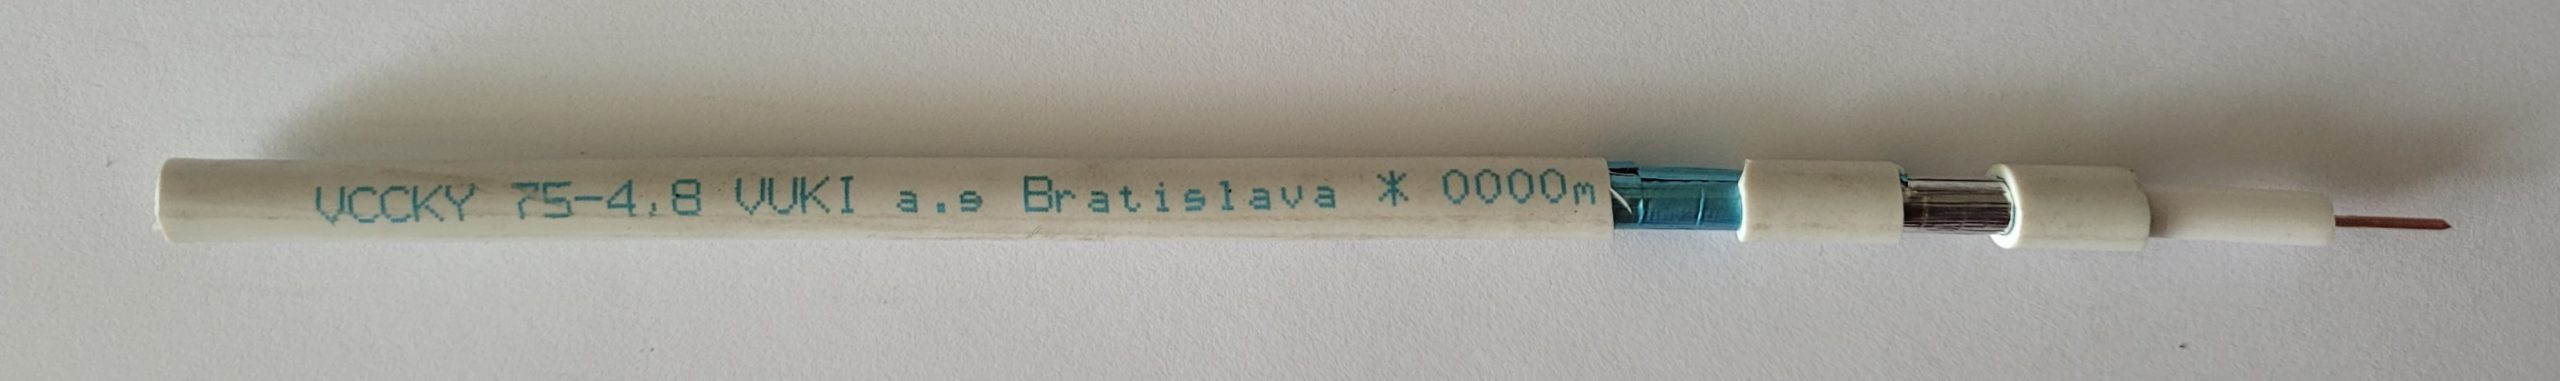 VCCKY 75-4,8 VUKI a.s Bratislava * 0000m